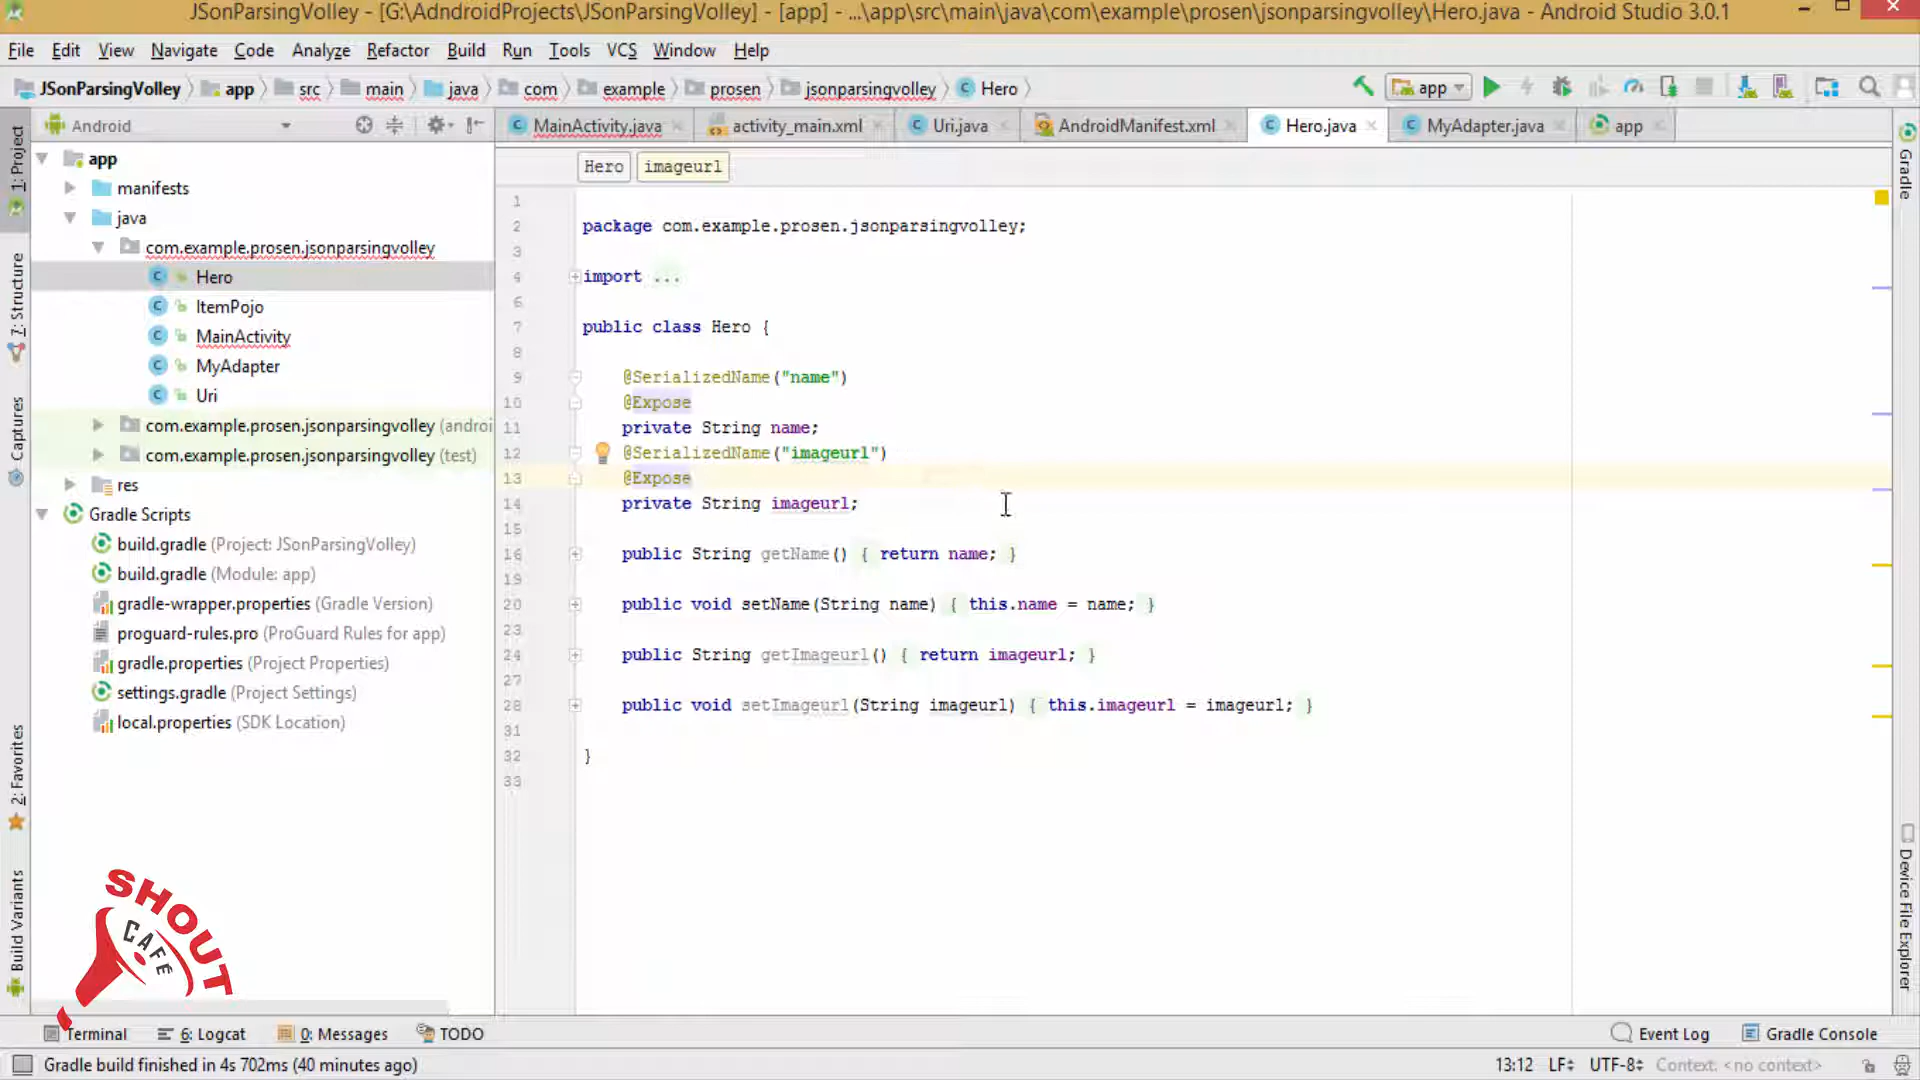 JSonParsingVolley - [G:\AdndroidProjects\JSonParsingVolley] - [app] - ...\app\src\main\java\com\example\prosen\jsonparsingvolley\Hero.java - Android Studio 3.0.1
File Edit View Navigate Code Analyze Refactor Build Run Tools VCS Window Help
JSonParsingVolley app src main java com example prosen jsonparsingvolley Hero app
Android
MainActivity.java activity_main.xml Uri.java AndroidManifest.xml Hero.java MyAdapter.java app
Hero imageurl
1: Project
7: Structure
Captures
2: Favorites
Build Variants
app
manifests
java
com.example.prosen.jsonparsingvolley
Hero
ItemPojo
MainActivity
MyAdapter
Uri
com.example.prosen.jsonparsingvolley (androi
com.example.prosen.jsonparsingvolley (test)
res
Gradle Scripts
build.gradle (Project: JSonParsingVolley)
build.gradle (Module: app)
gradle-wrapper.properties (Gradle Version)
proguard-rules.pro (ProGuard Rules for app)
gradle.properties (Project Properties)
settings.gradle (Project Settings)
local.properties (SDK Location)
1
2 package com.example.prosen.jsonparsingvolley;
3
4 import ...
6
7 public class Hero {
8
9 @SerializedName("name")
10 @Expose
11 private String name;
12 @SerializedName("imageurl")
13 @Expose
14 private String imageurl;
15
16 public String getName() { return name; }
19
20 public void setName(String name) { this.name = name; }
23
24 public String getImageurl() { return imageurl; }
27
28 public void setImageurl(String imageurl) { this.imageurl = imageurl; }
31
32 }
33
Gradle
Device File Explorer
SHOUT
CAFE
Terminal 6: Logcat 0: Messages TODO Event Log Gradle Console
Gradle build finished in 4s 702ms (40 minutes ago) 13:12 LF UTF-8 Context: <no context>